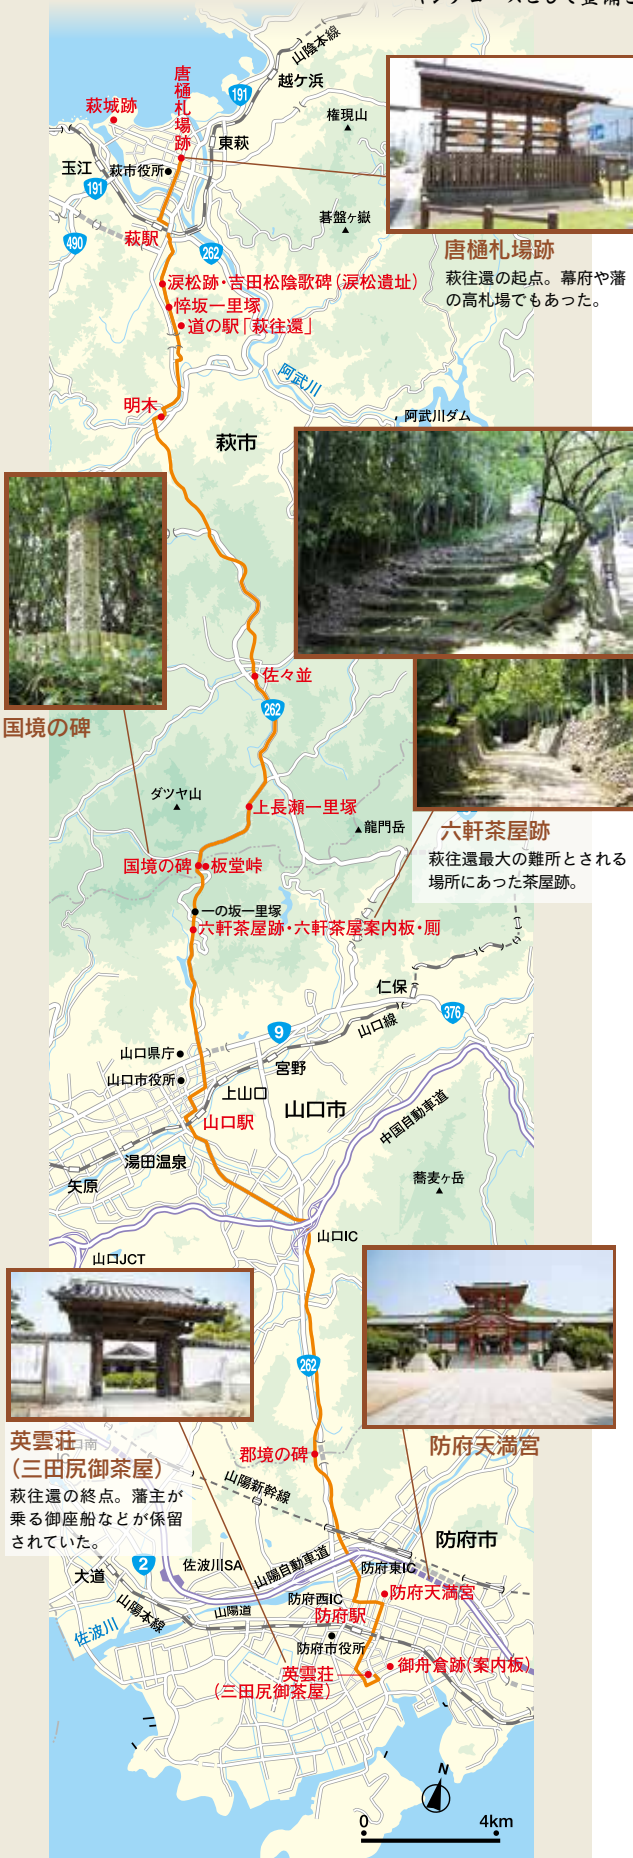 山陰本線
越ケ浜
唐樋札場跡
191
萩城跡
権現山
東萩
玉江
萩市役所
191
碁盤ヶ嶽
490
萩駅
262
唐樋札場跡
萩往還の起点。幕府や藩
の高札場でもあった。
涙松跡・吉田松陰歌碑(涙松遺址)
悴坂一里塚
道の駅「萩往還」
阿武川
明木
阿武川ダム
萩市
佐々並
262
国境の碑
ダツヤ山
上長瀬一里塚
龍門岳
六軒茶屋跡
萩往還最大の難所とされる
場所にあった茶屋跡。
国境の碑
板堂峠
一の坂一里塚
六軒茶屋跡・六軒茶屋案内板・厠
仁保
376
9
山口線
山口県庁
宮野
山口市役所
上山口
山口市
山口駅
中国自動車道
湯田温泉
矢原
蕎麦ヶ岳
山口IC
山口JCT
262
英雲荘
(三田尻御茶屋)
萩往還の終点。藩主が
乗る御座船などが係留
されていた。
防府天満宮
郡境の碑
山陽新幹線
防府市
2
佐波川SA
山陽自動車道
防府東IC
大道
防府西IC
防府天満宮
山陽本線
山陽道
防府駅
佐波川
防府市役所
御舟倉跡(案内板)
英雲荘
(三田尻御茶屋)
N
0
4km